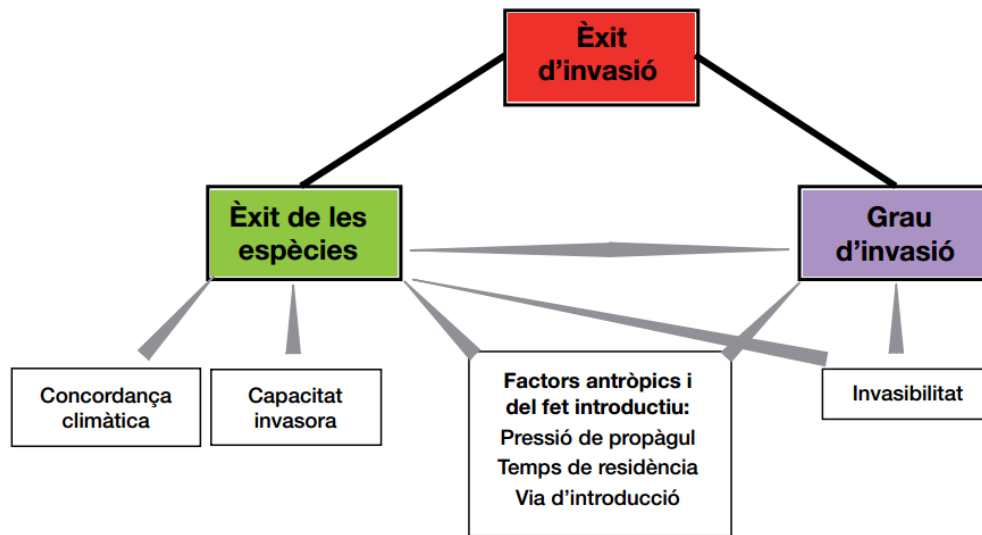 Èxit
d’invasió
Èxit de les
espècies
Grau
d’invasió
Concordança
climàtica
Capacitat
invasora
Factors antròpics i
del fet introductiu:
Pressió de propàgul
Temps de residència
Via d’introducció
Invasibilitat